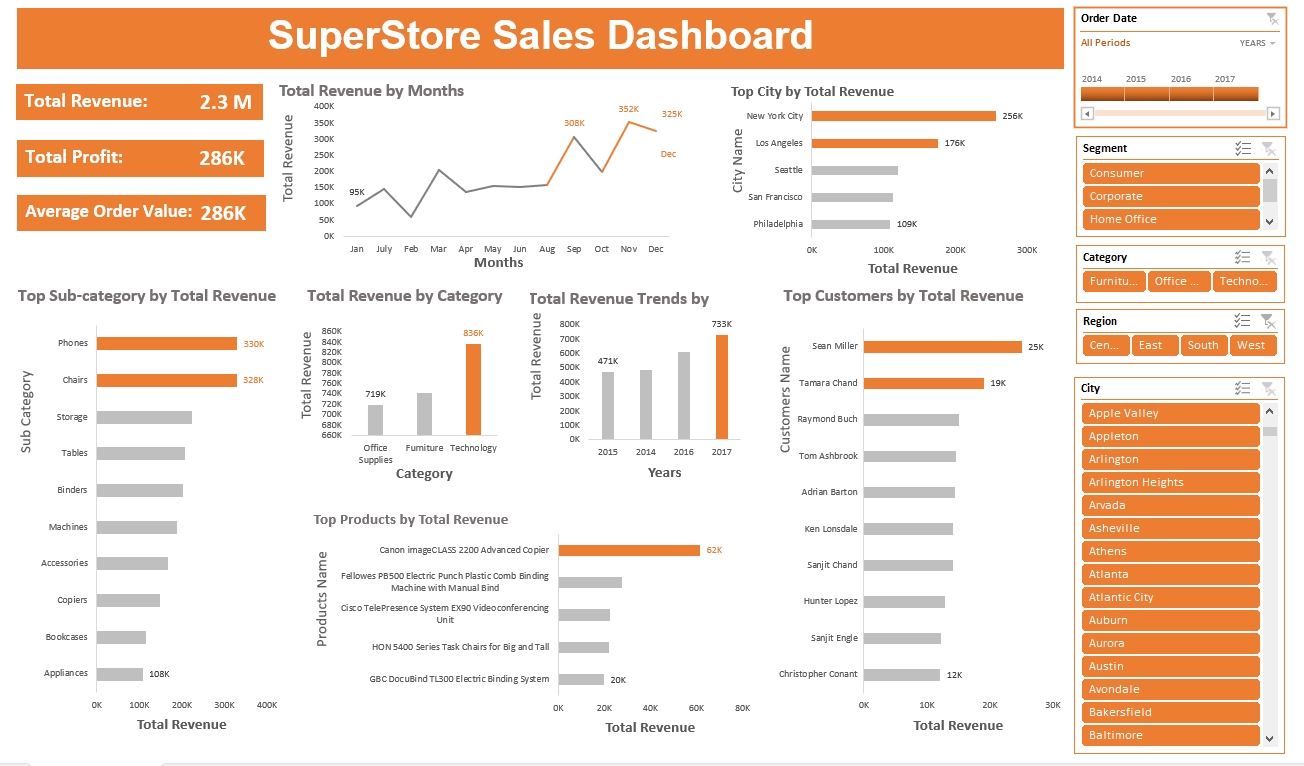 SuperStore Sales Dashboard
Total Revenue: 2.3 M
Total Profit: 286K
Average Order Value: 286K
Total Revenue by Months
Total Revenue
400K
350K
300K
250K
200K
150K
100K
50K
0K
95K
308K
352K
325K
Dec
Jan July Feb Mar Apr May Jun Aug Sep Oct Nov Dec
Months
Top City by Total Revenue
City Name
New York City 256K
Los Angeles 176K
Seattle
San Francisco
Philadelphia 109K
0K 100K 200K 300K
Total Revenue
Top Sub-category by Total Revenue
Sub Category
Phones 330K
Chairs 328K
Storage
Tables
Binders
Machines
Accessories
Copiers
Bookcases
Appliances 108K
0K 100K 200K 300K 400K
Total Revenue
Total Revenue by Category
Total Revenue
860K
840K
820K
800K
780K
760K
740K
720K
700K
680K
660K
719K
836K
Office Furniture Technology
Supplies
Category
Total Revenue Trends by
Total Revenue
800K
700K
600K
500K
400K
300K
200K
100K
0K
471K
733K
2015 2014 2016 2017
Years
Top Products by Total Revenue
Products Name
Canon imageCLASS 2200 Advanced Copier 62K
Fellowes PB500 Electric Punch Plastic Comb Binding
Machine with Manual Bind
Cisco TelePresence System EX90 Videoconferencing
Unit
HON 5400 Series Task Chairs for Big and Tall
GBC DocuBind TL300 Electric Binding System 20K
0K 20K 40K 60K 80K
Total Revenue
Top Customers by Total Revenue
Customers Name
Sean Miller 25K
Tamara Chand 19K
Raymond Buch
Tom Ashbrook
Adrian Barton
Ken Lonsdale
Sanjit Chand
Hunter Lopez
Sanjit Engle
Christopher Conant 12K
0K 10K 20K 30K
Total Revenue
Order Date
All Periods YEARS
2014 2015 2016 2017
Segment
Consumer
Corporate
Home Office
Category
Furnitu... Office ... Techno...
Region
Cen... East South West
City
Apple Valley
Appleton
Arlington
Arlington Heights
Arvada
Asheville
Athens
Atlanta
Atlantic City
Auburn
Aurora
Austin
Avondale
Bakersfield
Baltimore